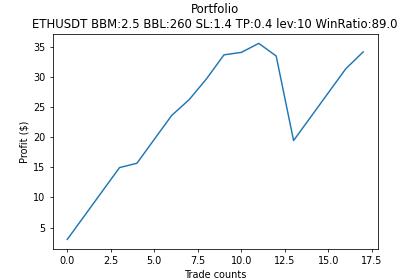 Portfolio
ETHUSDT BBM:2.5 BBL:260 SL:1.4 TP:0.4 lev:10 WinRatio:89.0
35
30
25
20
15
10
5
Profit ($)
0.0 2.5 5.0 7.5 10.0 12.5 15.0 17.5
Trade counts